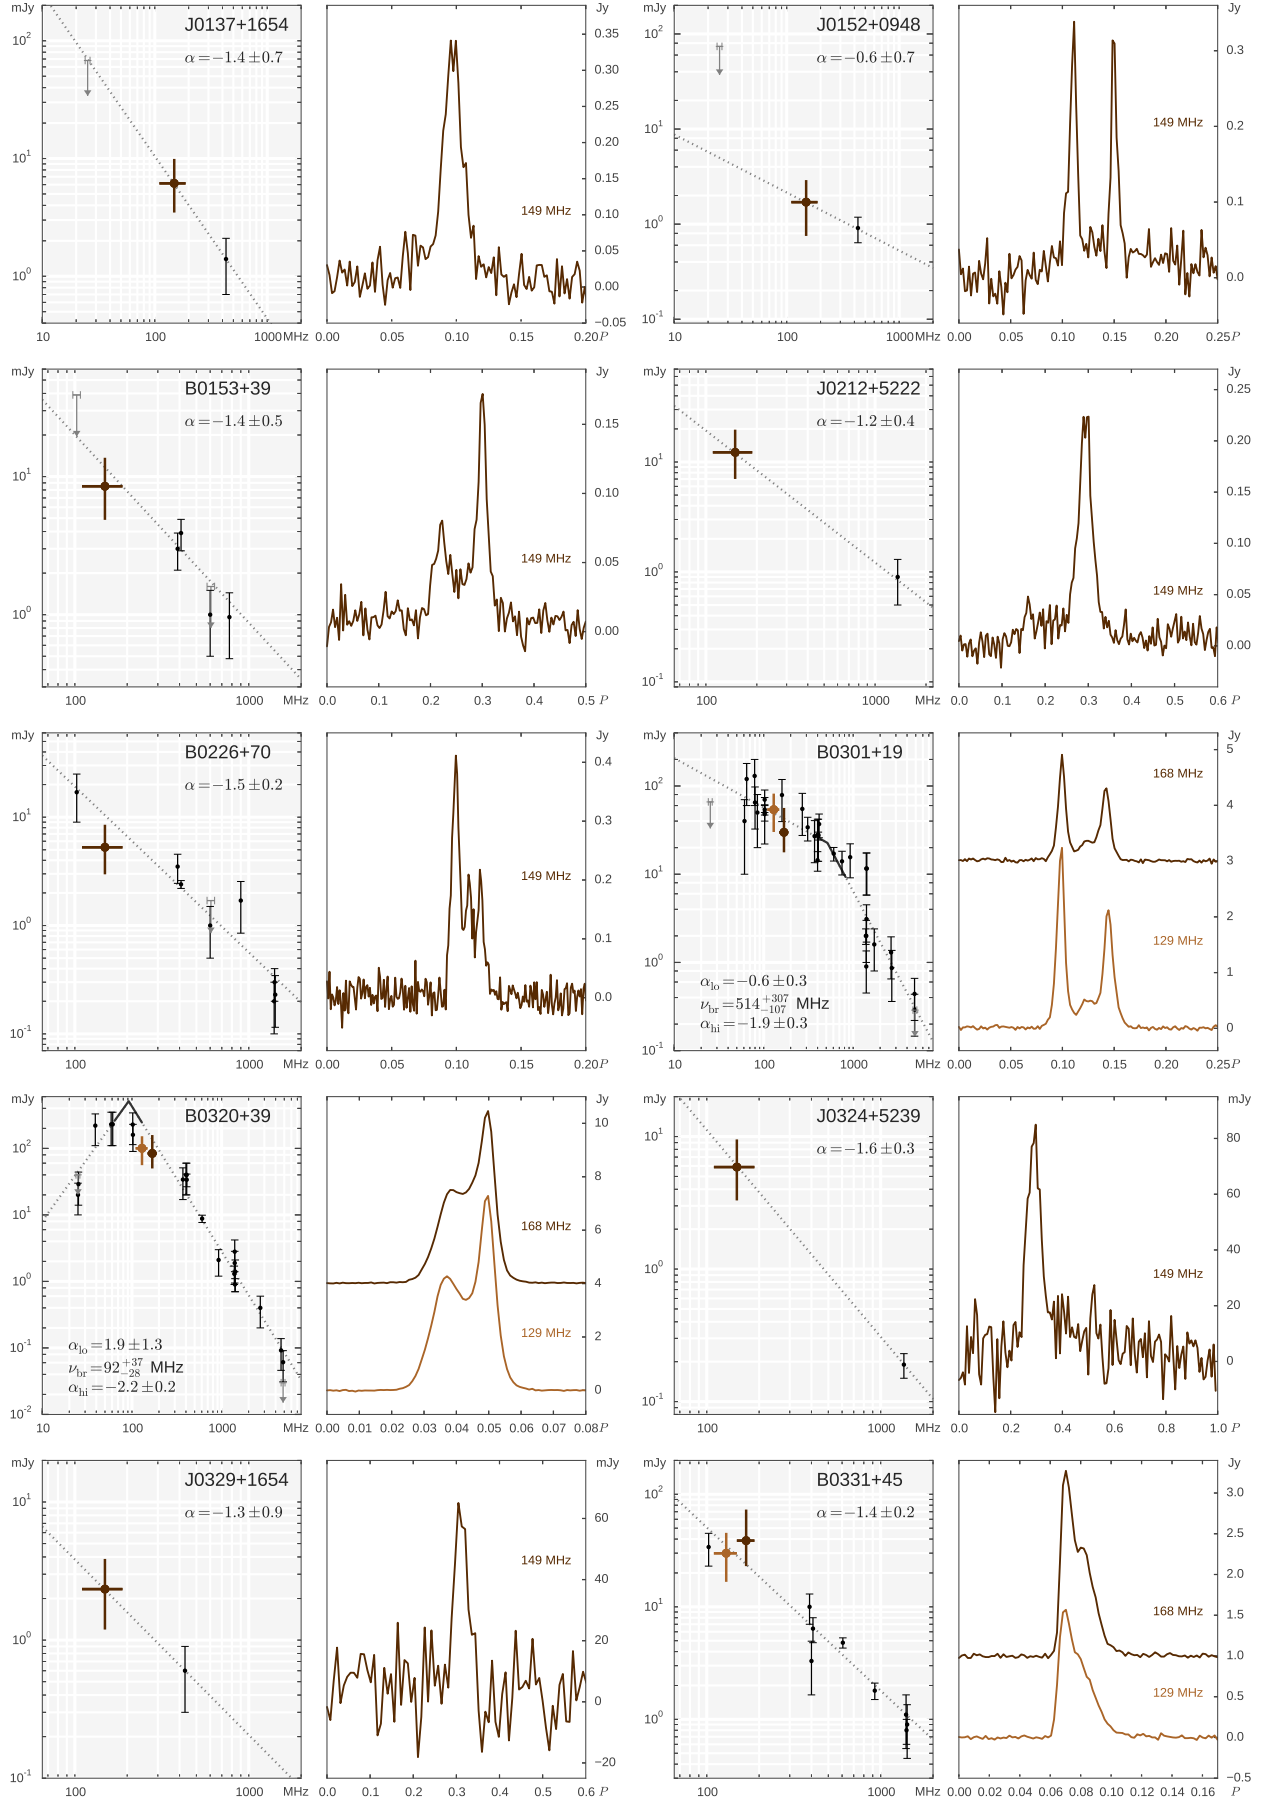 mJy
J0137+1654
α=−1.4±0.7
10² 10¹ 10⁰
10 100 1000 MHz
Jy
0.35 0.30 0.25 0.20 0.15 0.10 0.05 0.00 −0.05
149 MHz
0.00 0.05 0.10 0.15 0.20 P
mJy
J0152+0948
α=−0.6±0.7
10² 10¹ 10⁰ 10⁻¹
10 100 1000 MHz
Jy
0.3 0.2 0.1 0.0
149 MHz
0.00 0.05 0.10 0.15 0.20 0.25 P
mJy
B0153+39
α=−1.4±0.5
10¹ 10⁰
100 1000 MHz
Jy
0.15 0.10 0.05 0.00
149 MHz
0.0 0.1 0.2 0.3 0.4 0.5 P
mJy
J0212+5222
α=−1.2±0.4
10¹ 10⁰ 10⁻¹
100 1000 MHz
Jy
0.25 0.20 0.15 0.10 0.05 0.00
149 MHz
0.0 0.1 0.2 0.3 0.4 0.5 0.6 P
mJy
B0226+70
α=−1.5±0.2
10¹ 10⁰ 10⁻¹
100 1000 MHz
Jy
0.4 0.3 0.2 0.1 0.0
149 MHz
0.00 0.05 0.10 0.15 0.20 P
mJy
B0301+19
10² 10¹ 10⁰ 10⁻¹
α_lo=−0.6±0.3
ν_br=514 +307 −107 MHz
α_hi=−1.9±0.3
10 100 1000 MHz
Jy
5 4 3 2 1 0
168 MHz
129 MHz
0.00 0.05 0.10 0.15 0.20 0.25 P
mJy
B0320+39
10² 10¹ 10⁰ 10⁻¹ 10⁻²
α_lo=1.9±1.3
ν_br=92 +37 −28 MHz
α_hi=−2.2±0.2
10 100 1000 MHz
Jy
10 8 6 4 2 0
168 MHz
129 MHz
0.00 0.01 0.02 0.03 0.04 0.05 0.06 0.07 0.08 P
mJy
J0324+5239
α=−1.6±0.3
10¹ 10⁰ 10⁻¹
100 1000 MHz
mJy
80 60 40 20 0
149 MHz
0.0 0.2 0.4 0.6 0.8 1.0 P
mJy
J0329+1654
α=−1.3±0.9
10¹ 10⁰ 10⁻¹
100 1000 MHz
mJy
60 40 20 0 −20
149 MHz
0.0 0.1 0.2 0.3 0.4 0.5 0.6 P
mJy
B0331+45
α=−1.4±0.2
10² 10¹ 10⁰
100 1000 MHz
Jy
3.0 2.5 2.0 1.5 1.0 0.5 0.0 −0.5
168 MHz
129 MHz
0.00 0.02 0.04 0.06 0.08 0.10 0.12 0.14 0.16 P